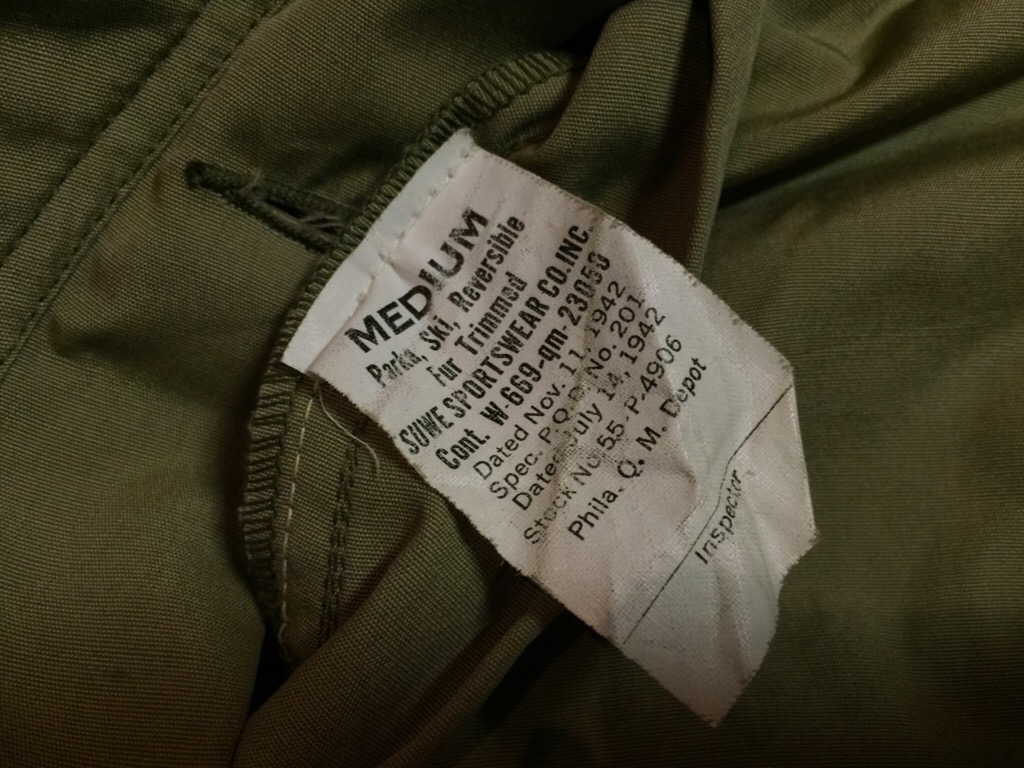 MEDIUM
Parka, Ski, Reversible
Fur Trimmed
SUWE SPORTSWEAR CO. INC.
Cont. W-669-qm-23050
Dated Nov. 11, 1942
Spec. P.Q.D. No. 201
Dated July 14, 1942
Stock No. 55-P-4906
Phila. Q. M. Depot
Inspector